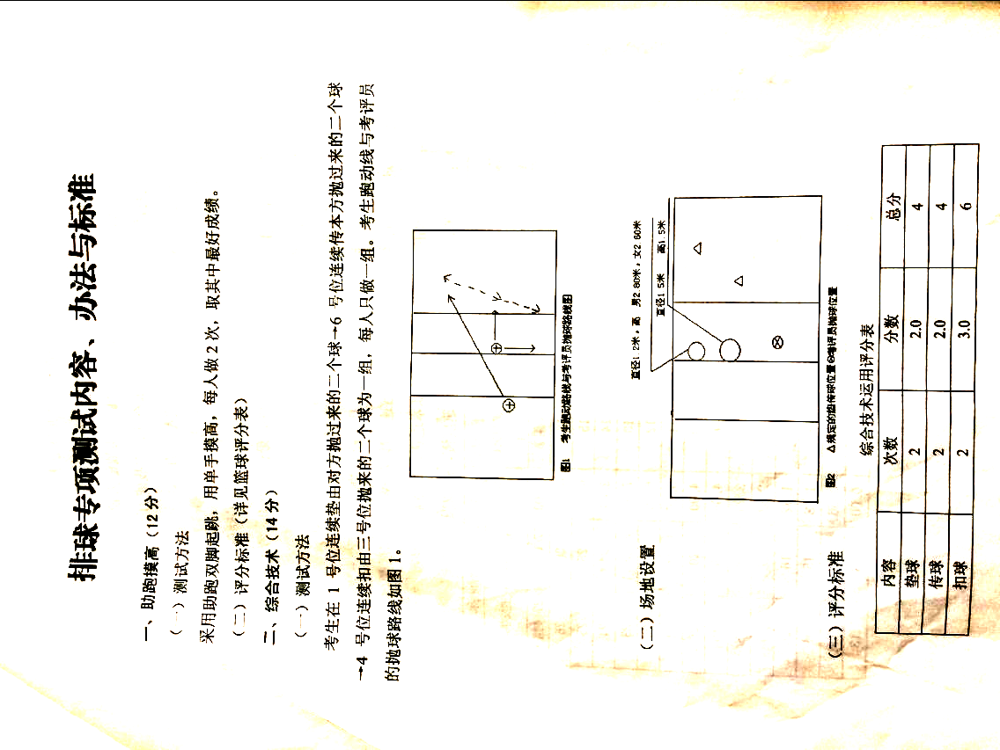 排球专项测试内容、办法与标准
一、助跑摸高（12分）
（一）测试方法
采用助跑双脚起跳，用单手摸高，每人做2次，取其中最好成绩。
（二）评分标准（详见篮球评分表）
二、综合技术（14分）
（一）测试方法
考生在 1 号位连续垫由对方抛过来的二个球→6 号位连续传本方抛过来的二个球
→4 号位连续扣由三号位抛来的二个球为一组，每人只做一组。考生跑动线与考评员
的抛球路线如图1。
图1 考生跑动路线与考评员抛球路线图
（二）场地设置
直径1.2米，高 男2.80米，女2.60米
直径1.5米 高1.5米
图2 △规定的垫传球位置⊗考评员抛球位置
（三）评分标准
综合技术运用评分表
内容 次数 分数 总分
垫球 2 2.0 4
传球 2 2.0 4
扣球 2 3.0 6